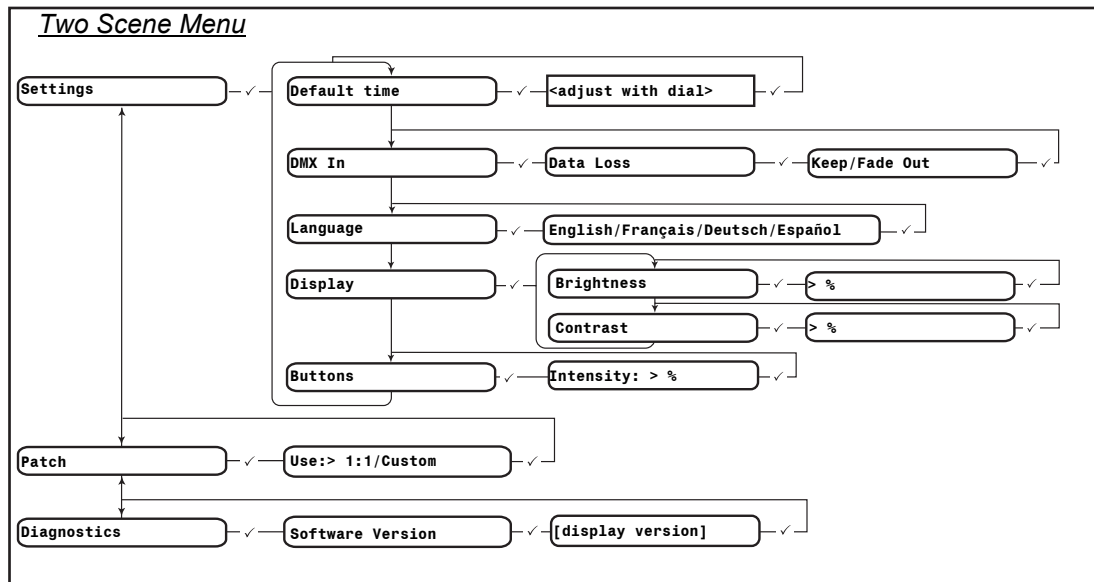 Two Scene Menu
Settings
Default time
<adjust with dial>
DMX In
Data Loss
Keep/Fade Out
Language
English/Français/Deutsch/Español
Display
Brightness
> %
Contrast
> %
Buttons
Intensity: > %
Patch
Use:> 1:1/Custom
Diagnostics
Software Version
[display version]